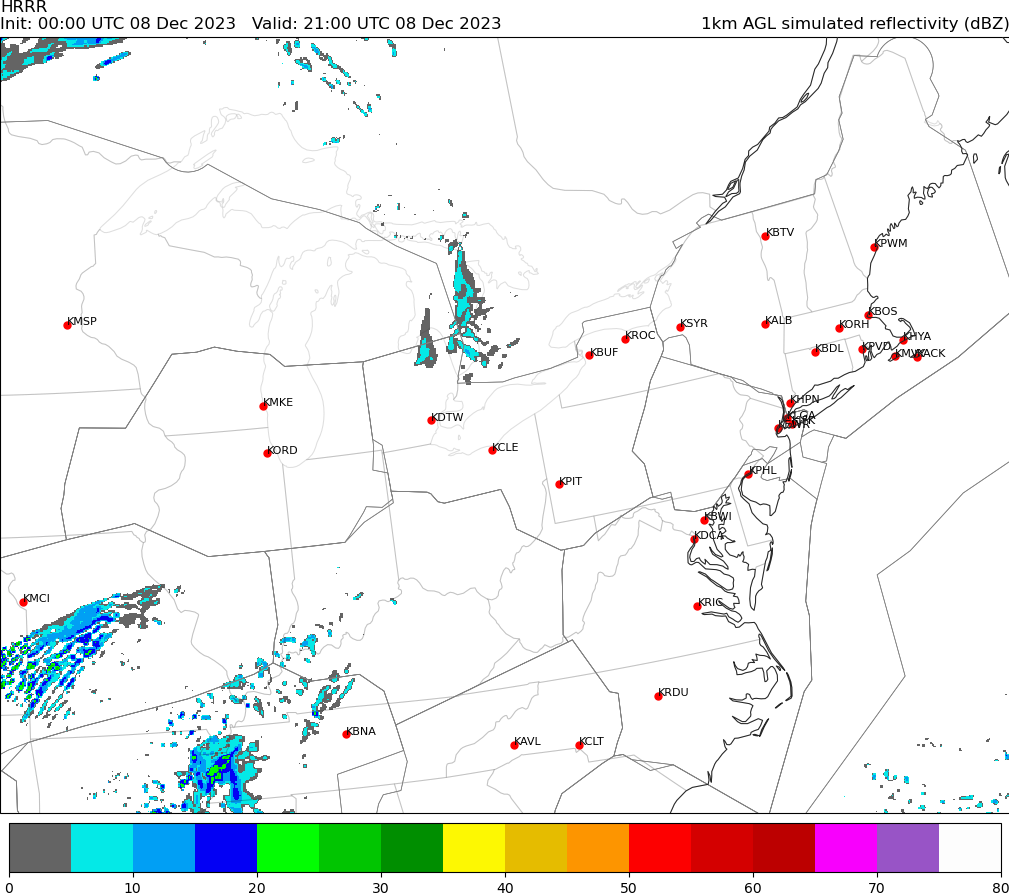 HRRR
Init: 00:00 UTC 08 Dec 2023 Valid: 21:00 UTC 08 Dec 2023 1km AGL simulated reflectivity (dBZ)
KBTV
KPWM
KMSP
KBOS
KSYR KALB KORH
KROC KHYA
KBUF KBDL KPVD KACK
KMKE KHPN
KDTW KLGA
KORD KCLE
KPHL
KPIT
KBWI
KDCA
KMCI KRIC
KRDU
KBNA KAVL KCLT
0 10 20 30 40 50 60 70 80